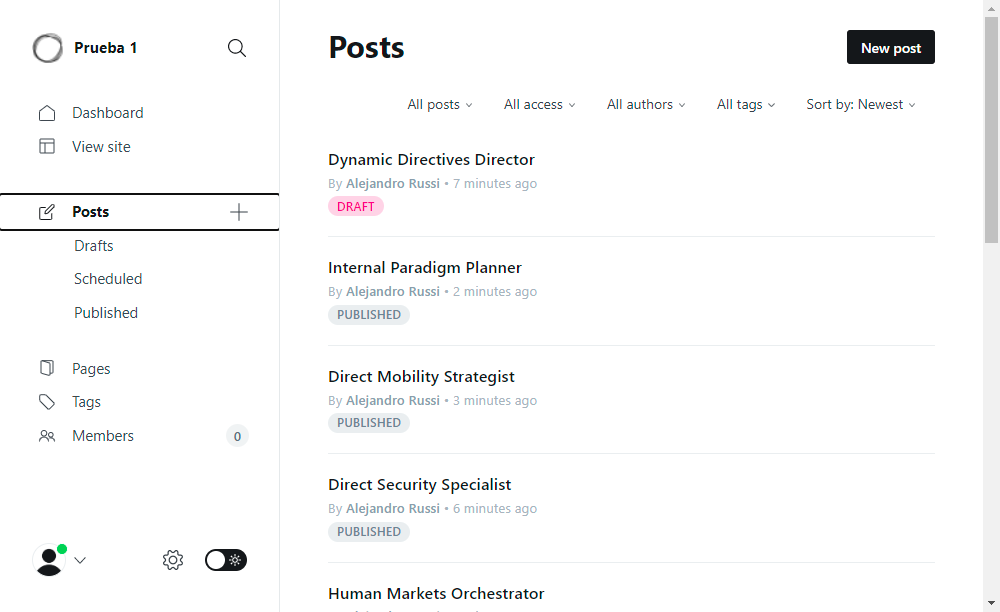 Prueba 1
Dashboard
View site
Posts
Drafts
Scheduled
Published
Pages
Tags
Members 0
Posts
New post
All posts All access All authors All tags Sort by: Newest
Dynamic Directives Director
By Alejandro Russi • 7 minutes ago
DRAFT
Internal Paradigm Planner
By Alejandro Russi • 2 minutes ago
PUBLISHED
Direct Mobility Strategist
By Alejandro Russi • 3 minutes ago
PUBLISHED
Direct Security Specialist
By Alejandro Russi • 6 minutes ago
PUBLISHED
Human Markets Orchestrator